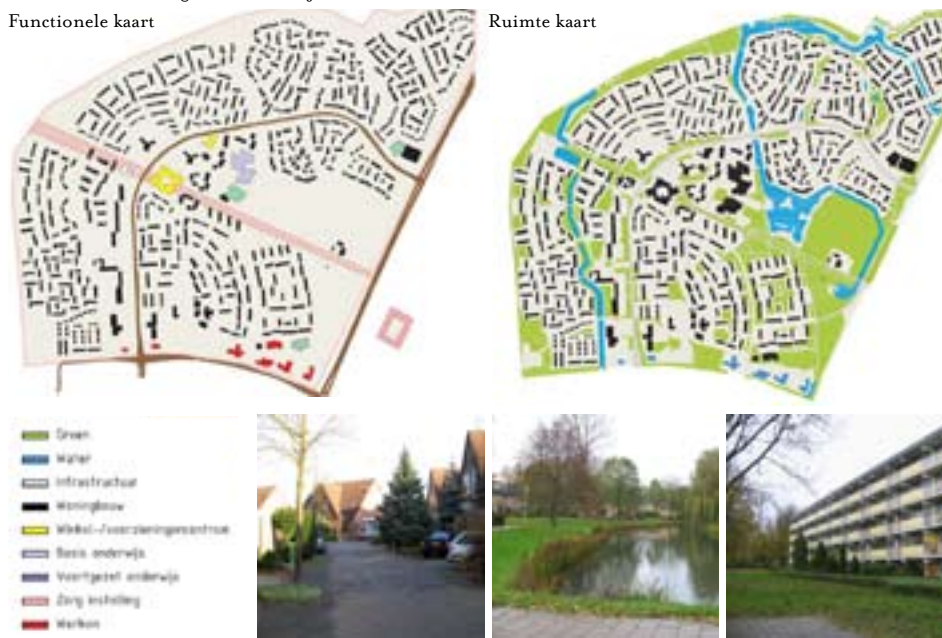 Functionele kaart
Ruimte kaart
Groen
Water
Infrastructuur
Woningbouw
Winkel-/voorzieningencentrum
Basis onderwijs
Voortgezet onderwijs
Zorg instelling
Werken